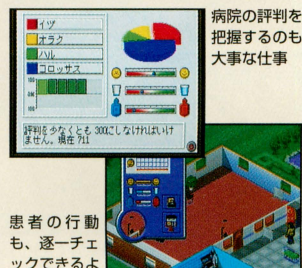 イヅ
オラク
ハル
コロッサス
評判を少なくとも 300にしなければいけ
ません。現在 711
病院の評判を
把握するのも
大事な仕事
患者の行動
も、逐一チェ
ックできるよ